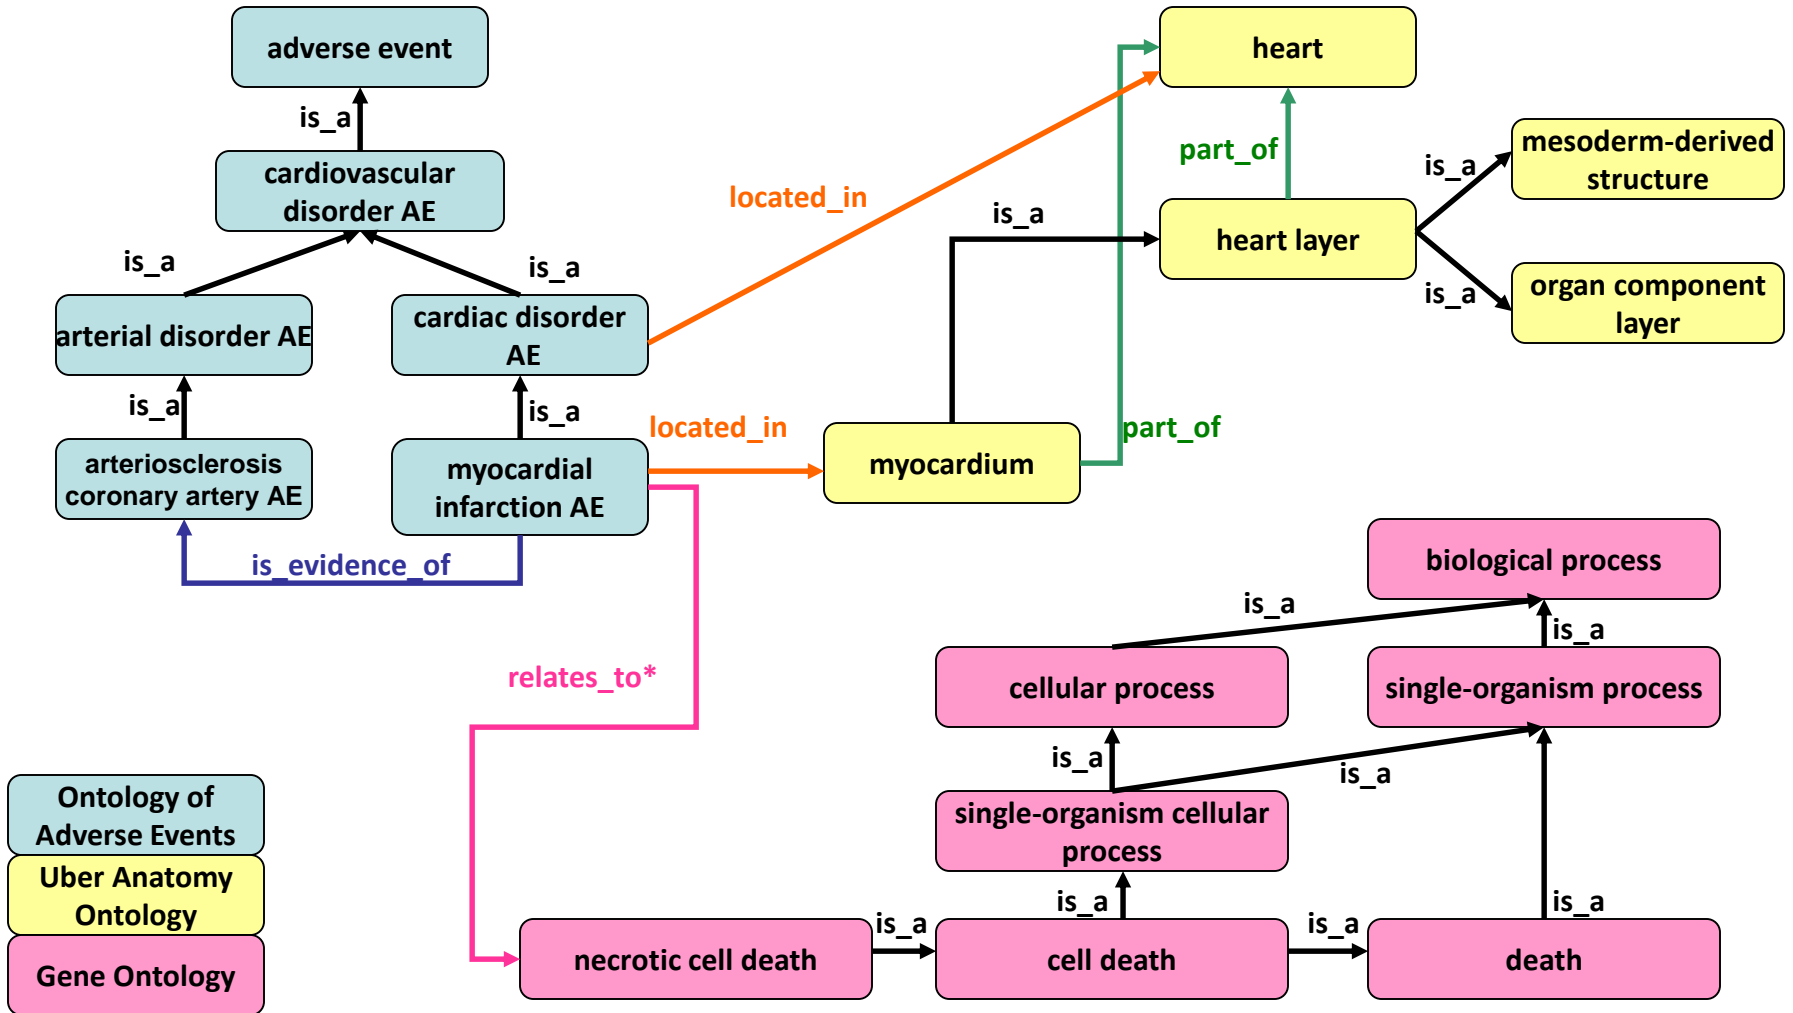 adverse event
heart
is_a
mesoderm-derived
structure
part_of
is_a
cardiovascular
disorder AE
located_in
is_a
heart layer
is_a
is_a
is_a
organ component
layer
arterial disorder AE
cardiac disorder
AE
is_a
is_a
located_in
part_of
arteriosclerosis
coronary artery AE
myocardial
infarction AE
myocardium
is_evidence_of
biological process
is_a
is_a
relates_to*
cellular process
single-organism process
is_a
is_a
Ontology of
Adverse Events
single-organism cellular
process
Uber Anatomy
Ontology
is_a
is_a
is_a
is_a
Gene Ontology
necrotic cell death
cell death
death